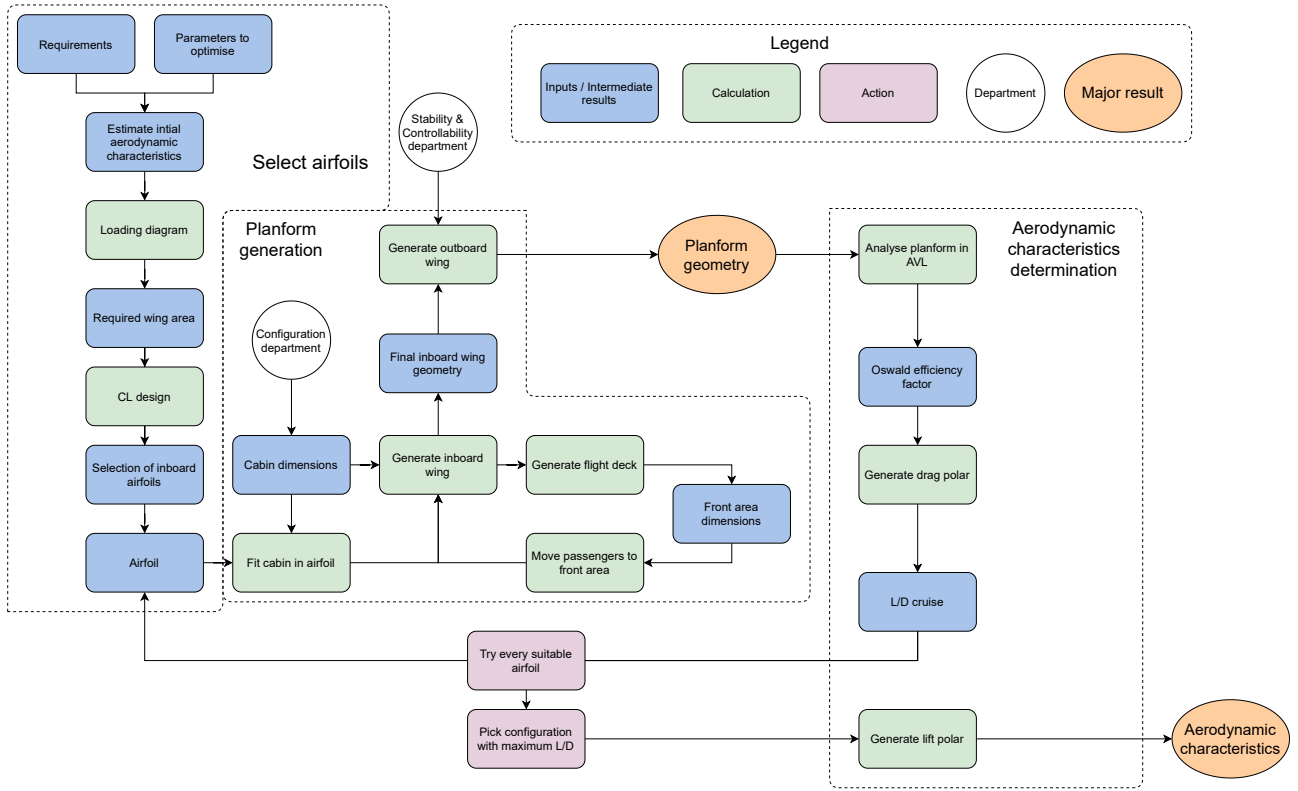 Requirements
Parameters to
optimise
Estimate intial
aerodynamic
characteristics
Select airfoils
Loading diagram
Required wing area
CL design
Selection of inboard
airfoils
Airfoil
Legend
Inputs / Intermediate
results
Calculation
Action
Department
Major result
Stability &
Controllability
department
Planform
generation
Generate outboard
wing
Configuration
department
Final inboard wing
geometry
Cabin dimensions
Generate inboard
wing
Generate flight deck
Front area
dimensions
Fit cabin in airfoil
Move passengers to
front area
Planform
geometry
Aerodynamic
characteristics
determination
Analyse planform in
AVL
Oswald efficiency
factor
Generate drag polar
L/D cruise
Try every suitable
airfoil
Pick configuration
with maximum L/D
Generate lift polar
Aerodynamic
characteristics